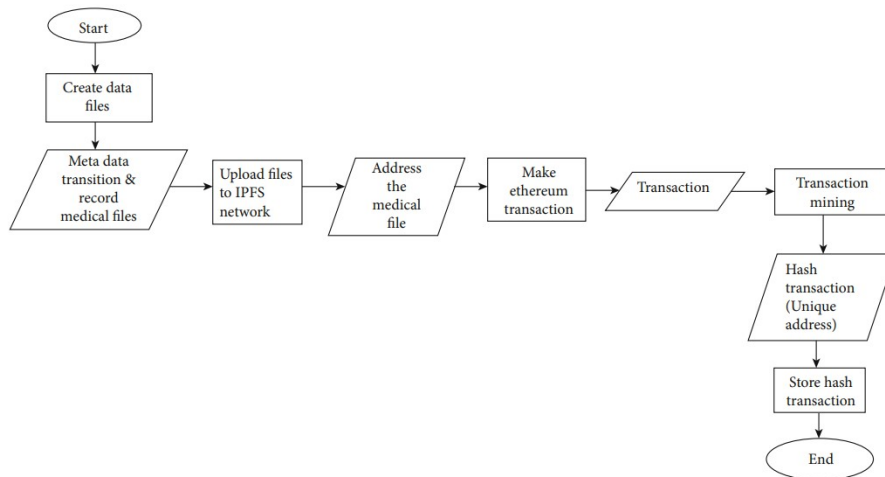 Start
Create data
files
Meta data
transition &
record
medical files
Upload files
to IPFS
network
Address
the
medical
file
Make
ethereum
transaction
Transaction
Transaction
mining
Hash
transaction
(Unique
address)
Store hash
transaction
End